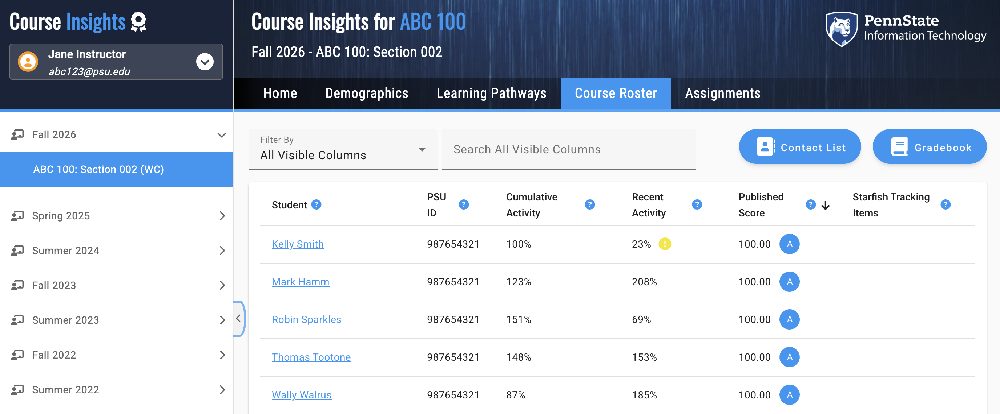 Course Insights
Jane Instructor
abc123@psu.edu
Fall 2026
ABC 100: Section 002 (WC)
Spring 2025
Summer 2024
Fall 2023
Summer 2023
Fall 2022
Summer 2022
Course Insights for ABC 100
Fall 2026 - ABC 100: Section 002
PennState
Information Technology
Home Demographics Learning Pathways Course Roster Assignments
Filter By
All Visible Columns
Search All Visible Columns
Contact List
Gradebook
Student ?
PSU
ID ?
Cumulative
Activity ?
Recent
Activity ?
Published
Score ?
Starfish Tracking
Items ?
Kelly Smith 987654321 100% 23% ! 100.00 A
Mark Hamm 987654321 123% 208% 100.00 A
Robin Sparkles 987654321 151% 69% 100.00 A
Thomas Tootone 987654321 148% 153% 100.00 A
Wally Walrus 987654321 87% 185% 100.00 A